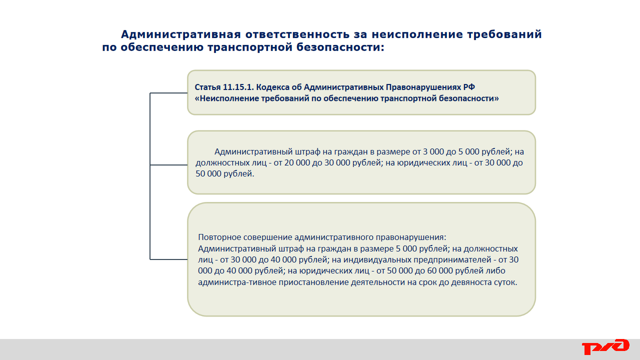 Административная ответственность за неисполнение требований
по обеспечению транспортной безопасности:
Статья 11.15.1. Кодекса об Административных Правонарушениях РФ
«Неисполнение требований по обеспечению транспортной безопасности»
Административный штраф на граждан в размере от 3 000 до 5 000 рублей; на
должностных лиц - от 20 000 до 30 000 рублей; на юридических лиц - от 30 000 до
50 000 рублей.
Повторное совершение административного правонарушения:
Административный штраф на граждан в размере 5 000 рублей; на должностных
лиц - от 30 000 до 40 000 рублей; на индивидуальных предпринимателей - от 30
000 до 40 000 рублей; на юридических лиц - от 50 000 до 60 000 рублей либо
администра-тивное приостановление деятельности на срок до девяноста суток.
РЖД